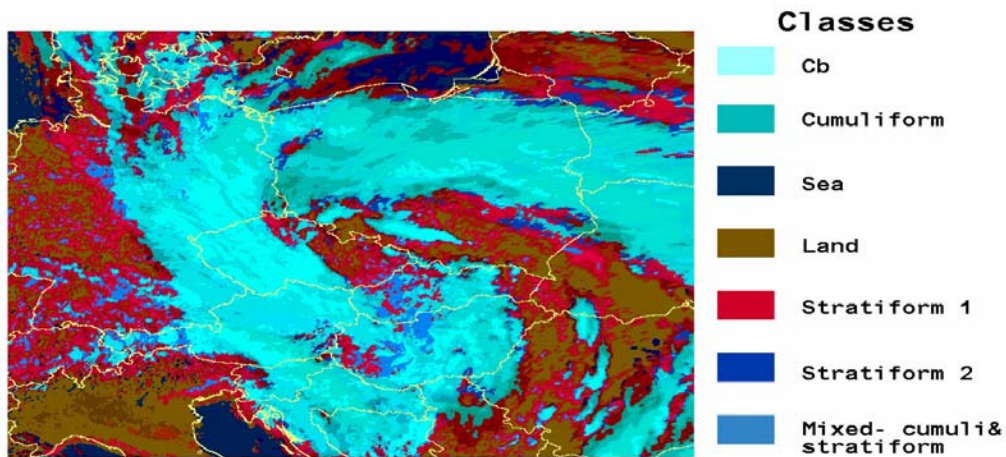 Classes
Cb
Cumuliform
Sea
Land
Stratiform 1
Stratiform 2
Mixed- cumuli&
stratiform